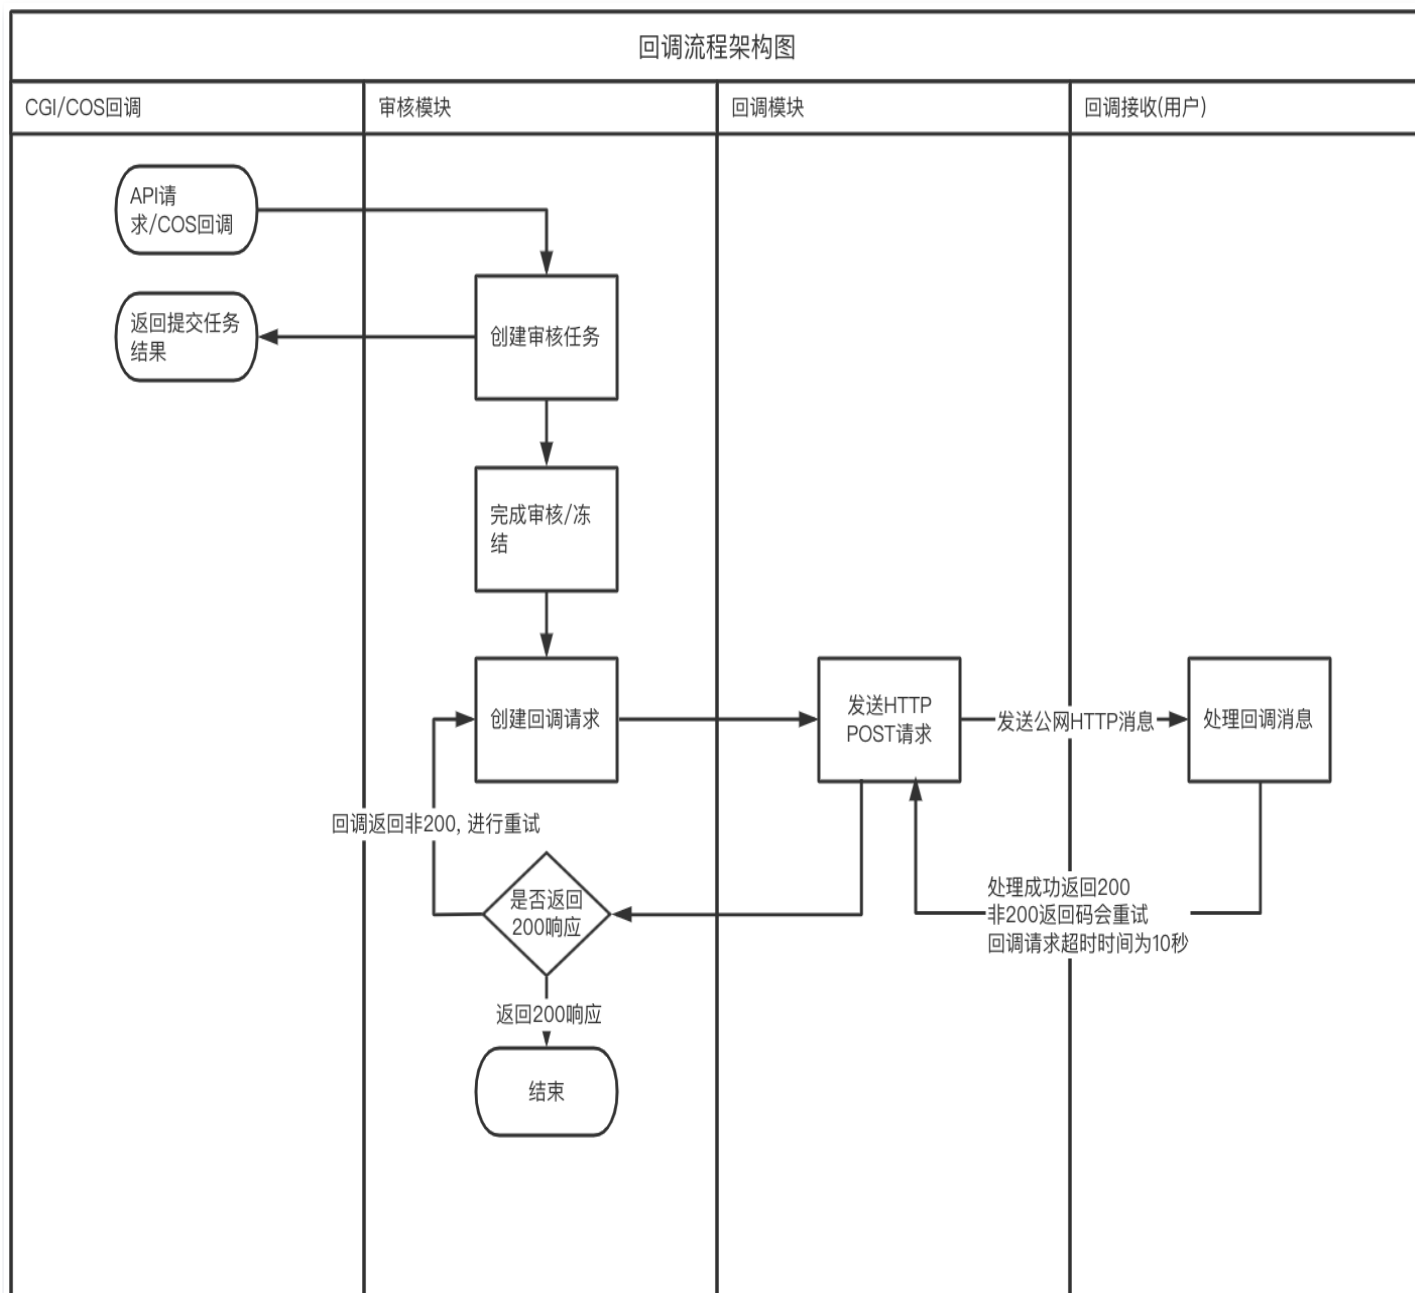 回调流程架构图
CGI/COS回调
审核模块
回调模块
回调接收(用户)
API请
求/COS回调
返回提交任务
结果
创建审核任务
完成审核/冻
结
创建回调请求
发送HTTP
POST请求
发送公网HTTP消息
处理回调消息
回调返回非200, 进行重试
是否返回
200响应
处理成功返回200
非200返回码会重试
回调请求超时时间为10秒
返回200响应
结束